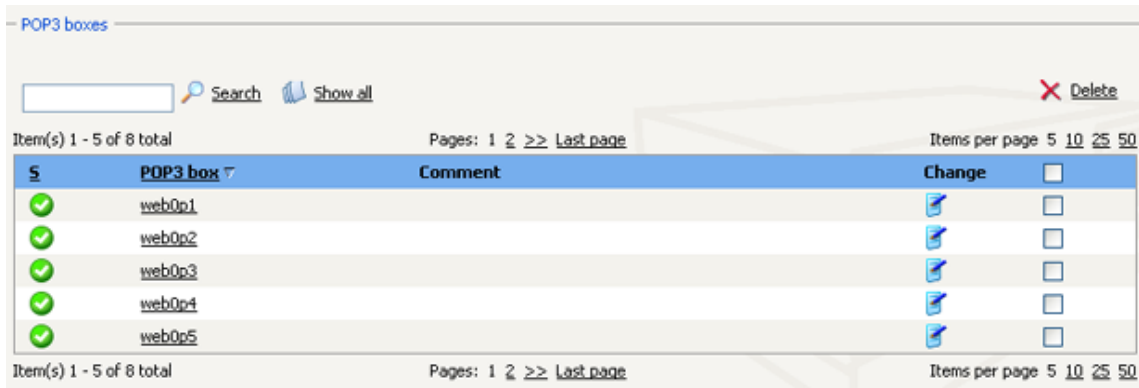 POP3 boxes
Search Show all Delete
Item(s) 1 - 5 of 8 total Pages: 1 2 >> Last page Items per page 5 10 25 50
S POP3 box Comment Change
web0p1
web0p2
web0p3
web0p4
web0p5
Item(s) 1 - 5 of 8 total Pages: 1 2 >> Last page Items per page 5 10 25 50